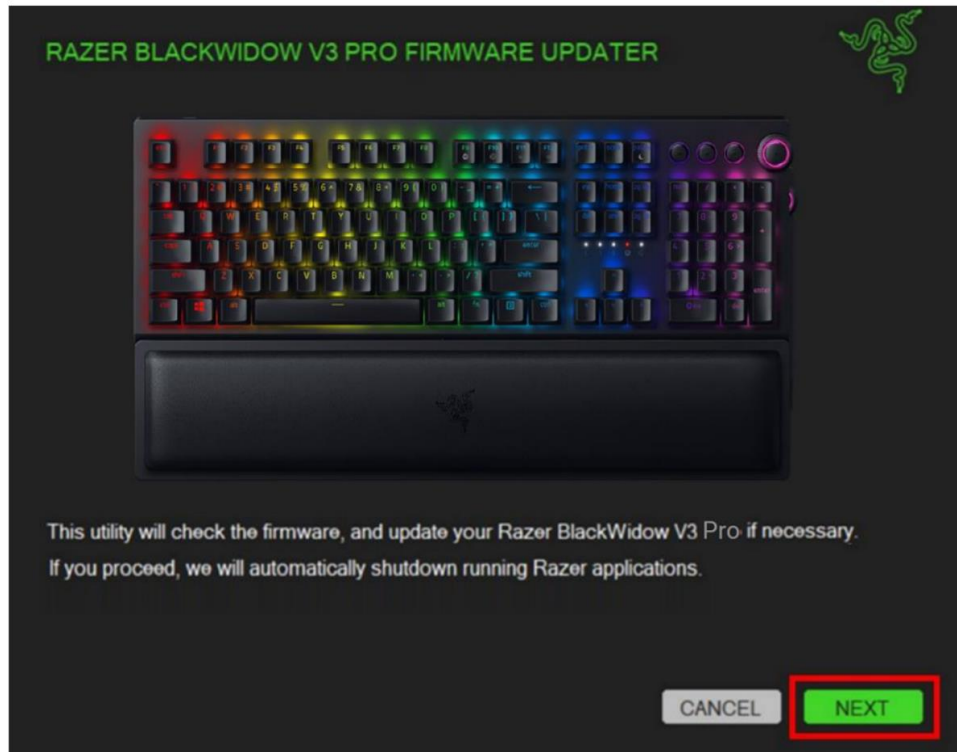 RAZER BLACKWIDOW V3 PRO FIRMWARE UPDATER
This utility will check the firmware, and update your Razer BlackWidow V3 Pro if necessary.
If you proceed, we will automatically shutdown running Razer applications.
CANCEL NEXT